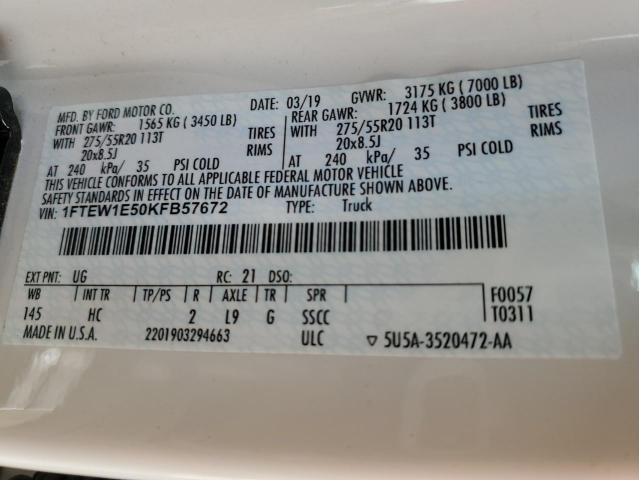 MFD. BY FORD MOTOR CO. DATE: 03/19 GVWR: 3175 KG ( 7000 LB)
FRONT GAWR: 1565 KG ( 3450 LB) REAR GAWR: 1724 KG ( 3800 LB)
WITH 275/55R20 113T TIRES WITH 275/55R20 113T TIRES
20x8.5J RIMS 20x8.5J RIMS
AT 240 kPa/ 35 PSI COLD AT 240 kPa/ 35 PSI COLD
THIS VEHICLE CONFORMS TO ALL APPLICABLE FEDERAL MOTOR VEHICLE
SAFETY STANDARDS IN EFFECT ON THE DATE OF MANUFACTURE SHOWN ABOVE.
VIN: 1FTEW1E50KFB57672 TYPE: Truck
EXT PNT: UG RC: 21 DSO:
WB INT TR TP/PS R AXLE TR SPR F0057
145 HC 2 L9 G SSCC T0311
MADE IN U.S.A. 2201903294663 ULC ▽ 5U5A-3520472-AA